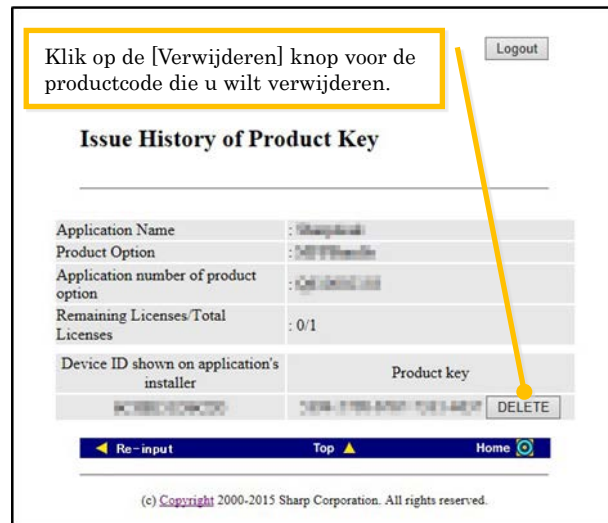 Klik op de [Verwijderen] knop voor de
productcode die u wilt verwijderen.
Logout
Issue History of Product Key
Application Name :
Product Option :
Application number of product
option :
Remaining Licenses/Total
Licenses : 0/1
Device ID shown on application's
installer
Product key
DELETE
Re-input Top Home
(c) Copyright 2000-2015 Sharp Corporation. All rights reserved.